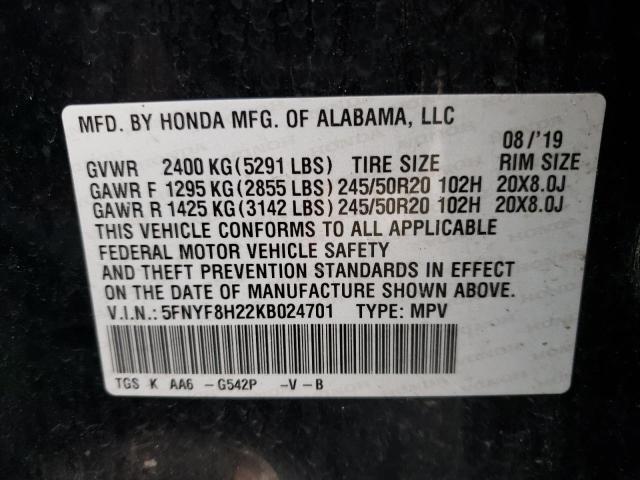 MFD. BY HONDA MFG. OF ALABAMA, LLC
08/'19
GVWR 2400 KG(5291 LBS) TIRE SIZE RIM SIZE
GAWR F 1295 KG(2855 LBS) 245/50R20 102H 20X8.0J
GAWR R 1425 KG(3142 LBS) 245/50R20 102H 20X8.0J
THIS VEHICLE CONFORMS TO ALL APPLICABLE
FEDERAL MOTOR VEHICLE SAFETY
AND THEFT PREVENTION STANDARDS IN EFFECT
ON THE DATE OF MANUFACTURE SHOWN ABOVE.
V.I.N.: 5FNYF8H22KB024701 TYPE: MPV
TGS K AA6 -G542P -V-B